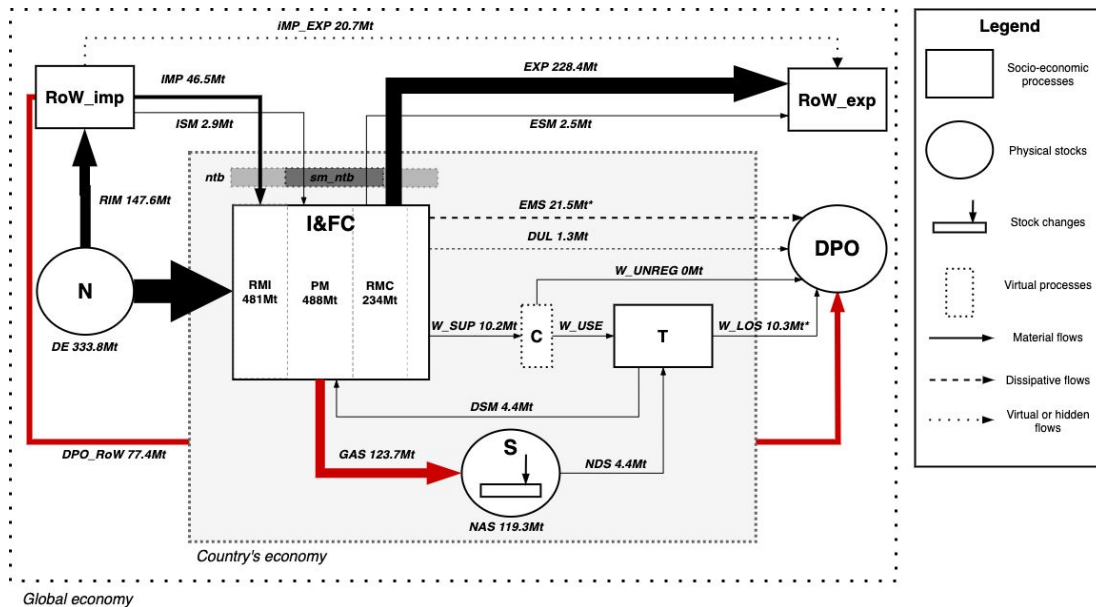 iMP_EXP 20.7Mt
Legend
IMP 46.5Mt
EXP 228.4Mt
RoW_imp
RoW_exp
Socio-economic
processes
ISM 2.9Mt
ESM 2.5Mt
Physical stocks
ntb
sm_ntb
RIM 147.6Mt
EMS 21.5Mt*
I&FC
DUL 1.3Mt
DPO
Stock changes
N
RMI
481Mt
PM
488Mt
RMC
234Mt
W_UNREG 0Mt
DE 333.8Mt
W_SUP 10.2Mt
C
W_USE
T
W_LOS 10.3Mt*
Virtual processes
Material flows
Dissipative flows
DSM 4.4Mt
Virtual or hidden
flows
DPO_RoW 77.4Mt
GAS 123.7Mt
S
NDS 4.4Mt
NAS 119.3Mt
Country's economy
Global economy